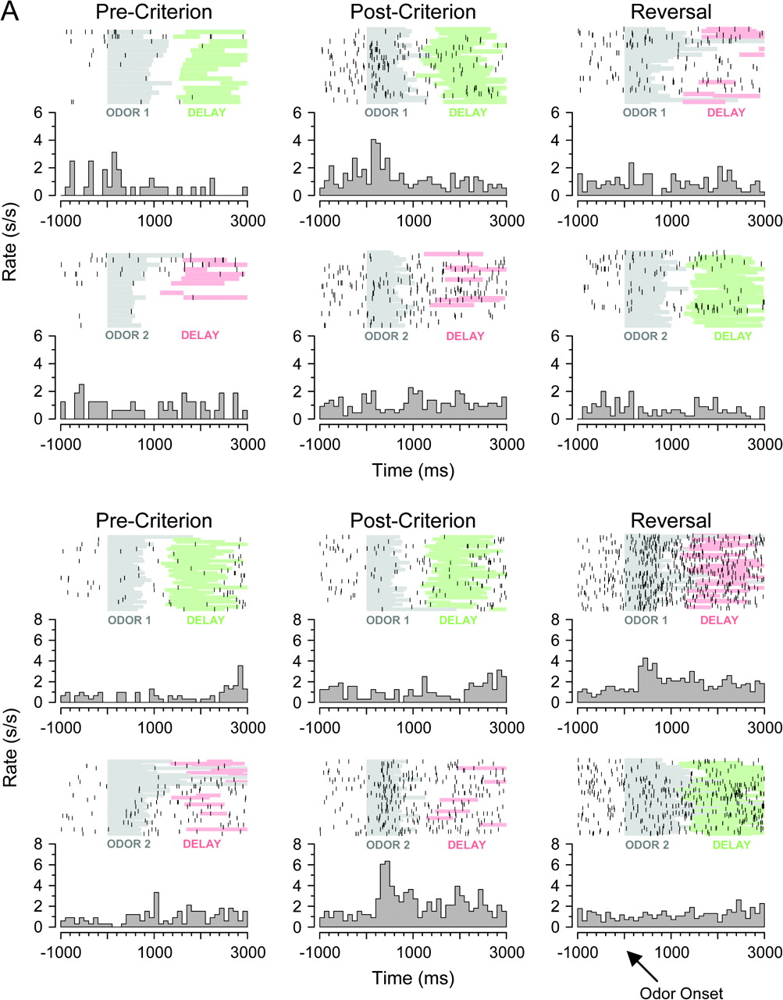 A
Pre-Criterion Post-Criterion Reversal
ODOR 1 DELAY ODOR 1 DELAY ODOR 1 DELAY
6 6 6
4 4 4
2 2 2
0 0 0
-1000 1000 3000 -1000 1000 3000 -1000 1000 3000
Rate (s/s)
ODOR 2 DELAY ODOR 2 DELAY ODOR 2 DELAY
6 6 6
4 4 4
2 2 2
0 0 0
-1000 1000 3000 -1000 1000 3000 -1000 1000 3000
Time (ms)
Pre-Criterion Post-Criterion Reversal
ODOR 1 DELAY ODOR 1 DELAY ODOR 1 DELAY
8 8 8
6 6 6
4 4 4
2 2 2
0 0 0
-1000 1000 3000 -1000 1000 3000 -1000 1000 3000
Rate (s/s)
ODOR 2 DELAY ODOR 2 DELAY ODOR 2 DELAY
8 8 8
6 6 6
4 4 4
2 2 2
0 0 0
-1000 1000 3000 -1000 1000 3000 -1000 1000 3000
Time (ms)
Odor Onset